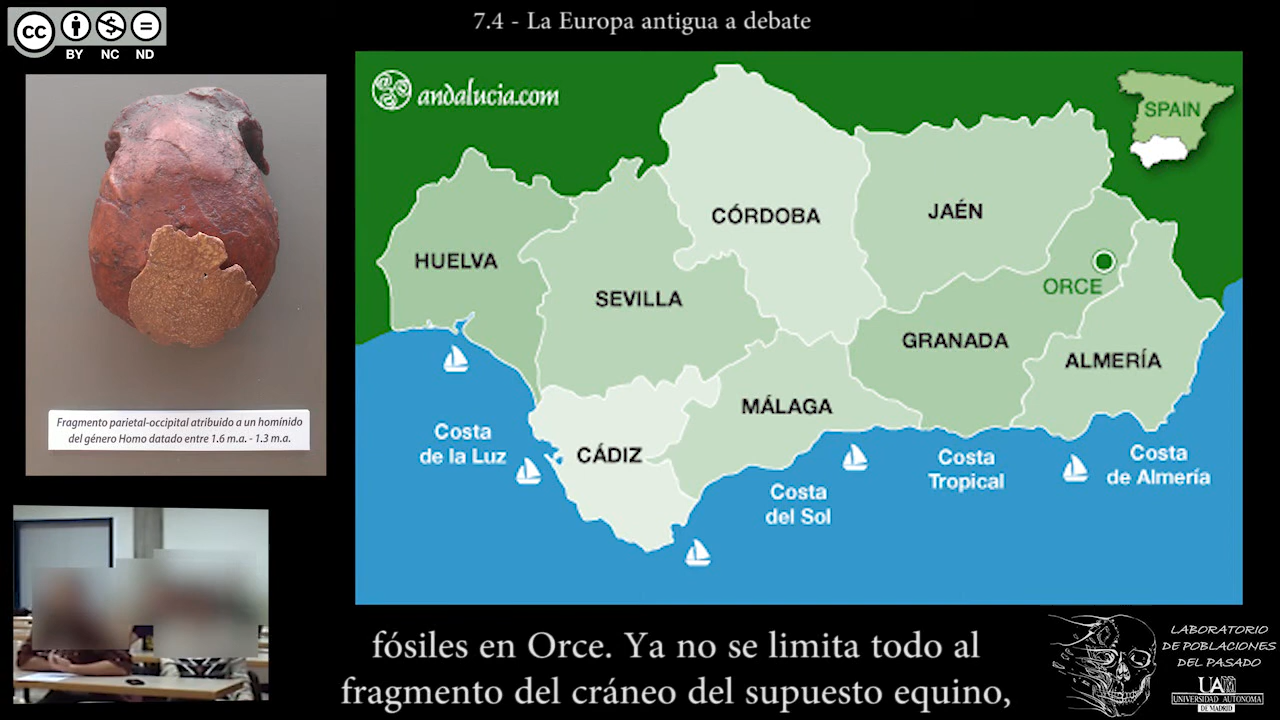 7.4 - La Europa antigua a debate
cc
BY NC ND
Fragmento parietal-occipital atribuido a un homínido
del género Homo datado entre 1.6 m.a. - 1.3 m.a.
andalucia.com
SPAIN
HUELVA
SEVILLA
CÓRDOBA
JAÉN
ORCE
GRANADA
ALMERÍA
MÁLAGA
CÁDIZ
Costa
de la Luz
Costa
del Sol
Costa
Tropical
Costa
de Almería
fósiles en Orce. Ya no se limita todo al
fragmento del cráneo del supuesto equino,
LABORATORIO
DE POBLACIONES
DEL PASADO
UAM
UNIVERSIDAD AUTONOMA
DE MADRID